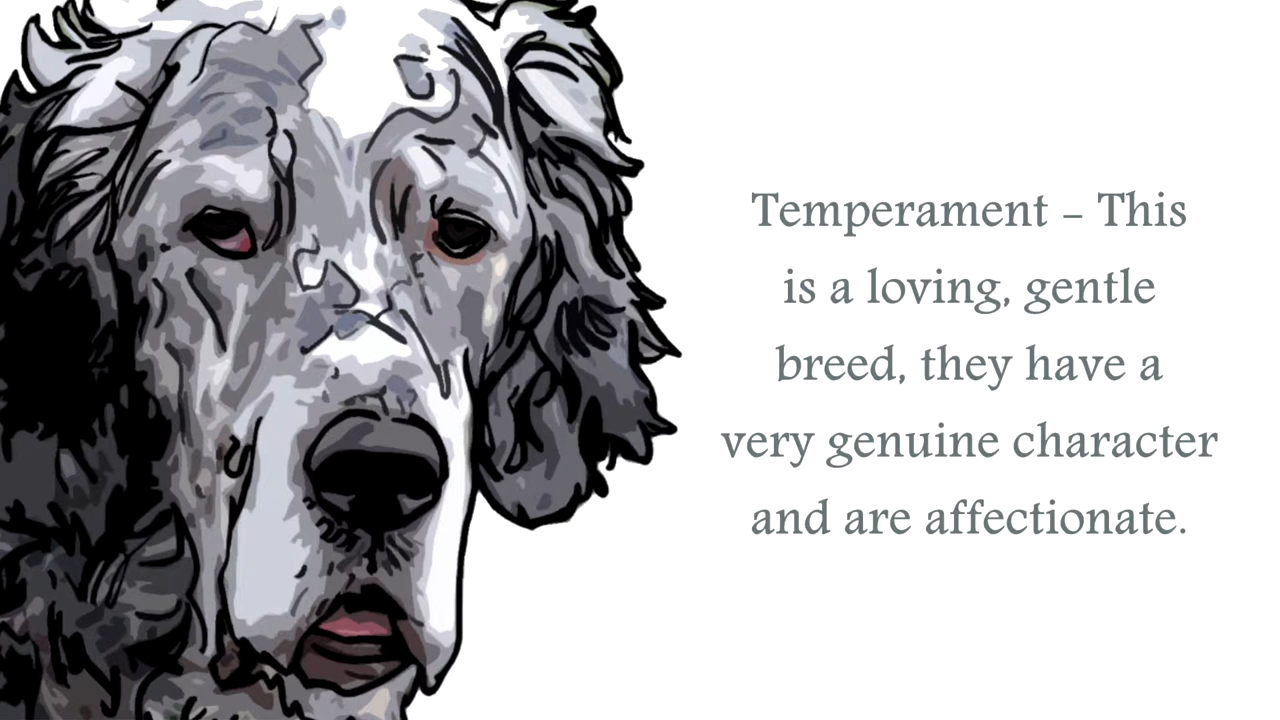 Temperament – This
is a loving, gentle
breed, they have a
very genuine character
and are affectionate.